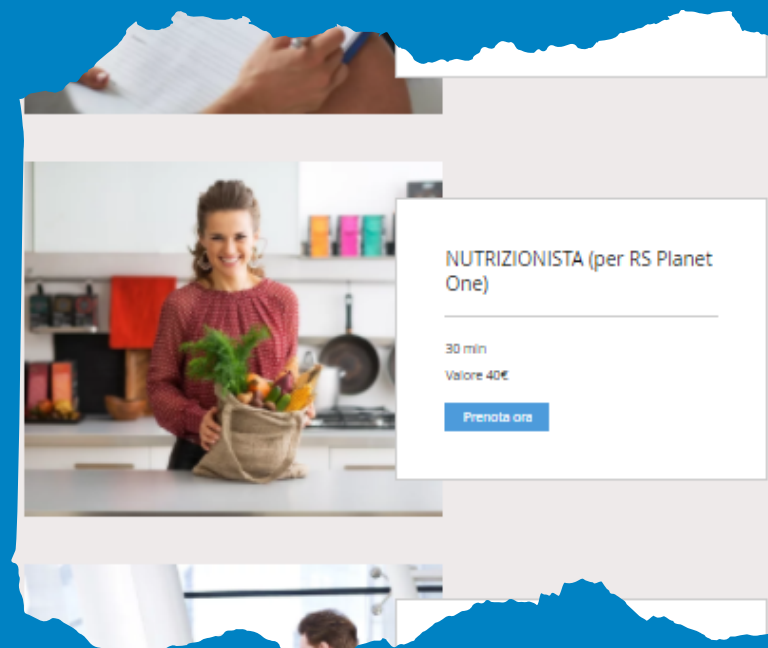 NUTRIZIONISTA (per RS Planet
One)
30 min
Valore 40€
Prenota ora